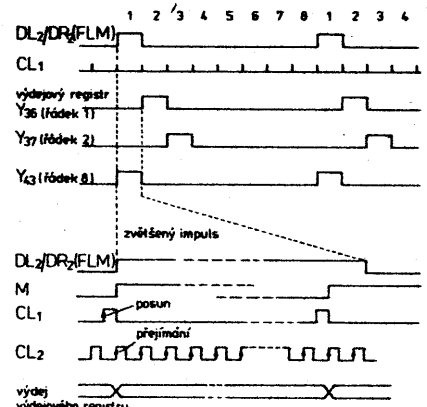 1 2 3 4 5 6 7 8 1 2 3 4
DL2/DR2(FLM)
CL1
výdejový registr
Y36 (řádek 1)
Y37 (řádek 2)
Y43 (řádek 8)
zvětšený impuls
DL2/DR2(FLM)
M
posun
CL1
přejímání
CL2
výdej
výdejového registru